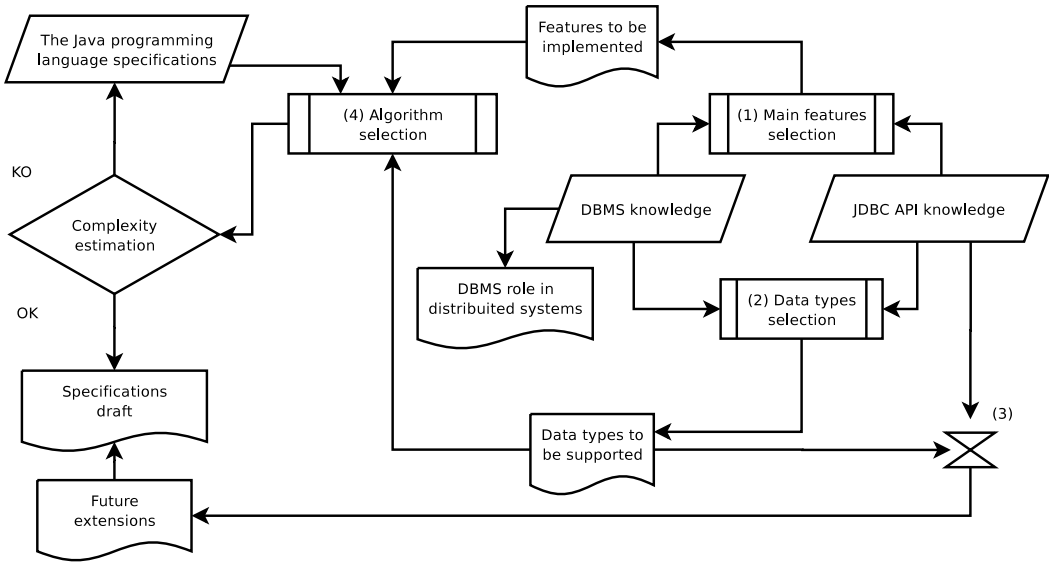 The Java programming
language specifications
Features to be
implemented
(4) Algorithm
selection
(1) Main features
selection
KO
Complexity
estimation
DBMS knowledge
JDBC API knowledge
DBMS role in
distribuited systems
(2) Data types
selection
OK
Specifications
draft
Data types to
be supported
(3)
Future
extensions